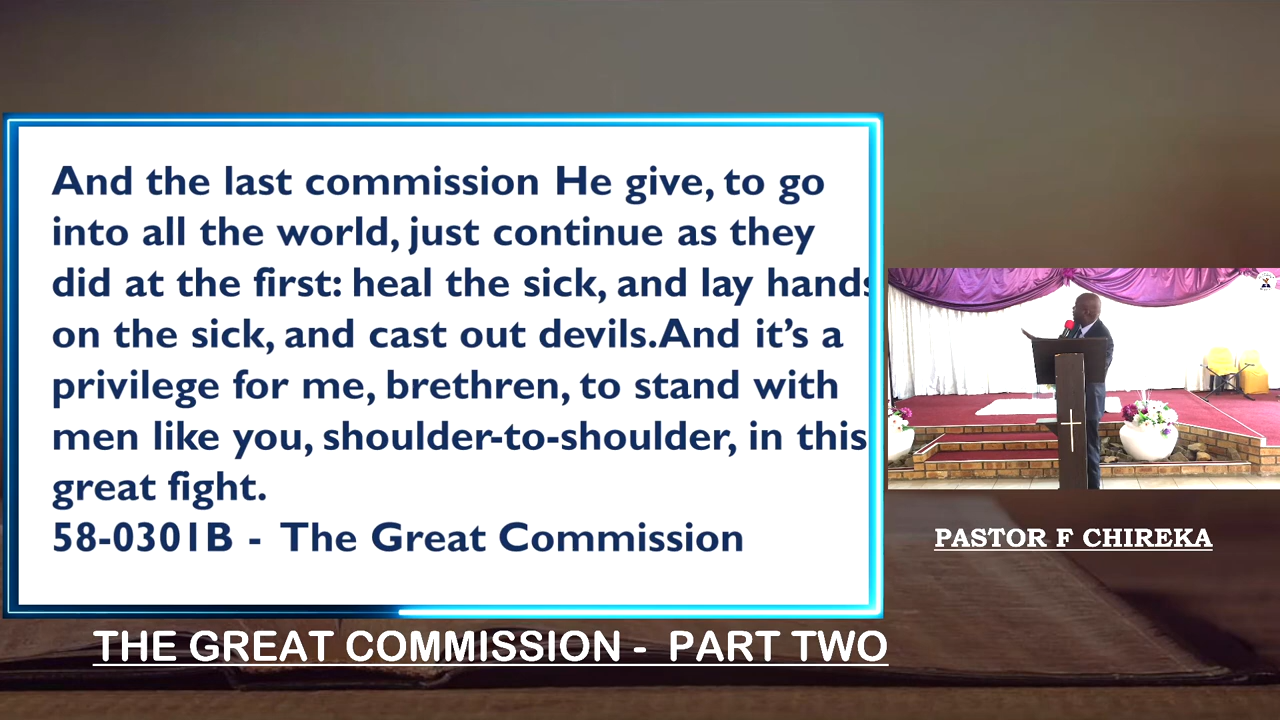 And the last commission He give, to go
into all the world, just continue as they
did at the first: heal the sick, and lay hands
on the sick, and cast out devils.And it's a
privilege for me, brethren, to stand with
men like you, shoulder-to-shoulder, in this
great fight.
58-0301B - The Great Commission
PASTOR F CHIREKA
THE GREAT COMMISSION - PART TWO